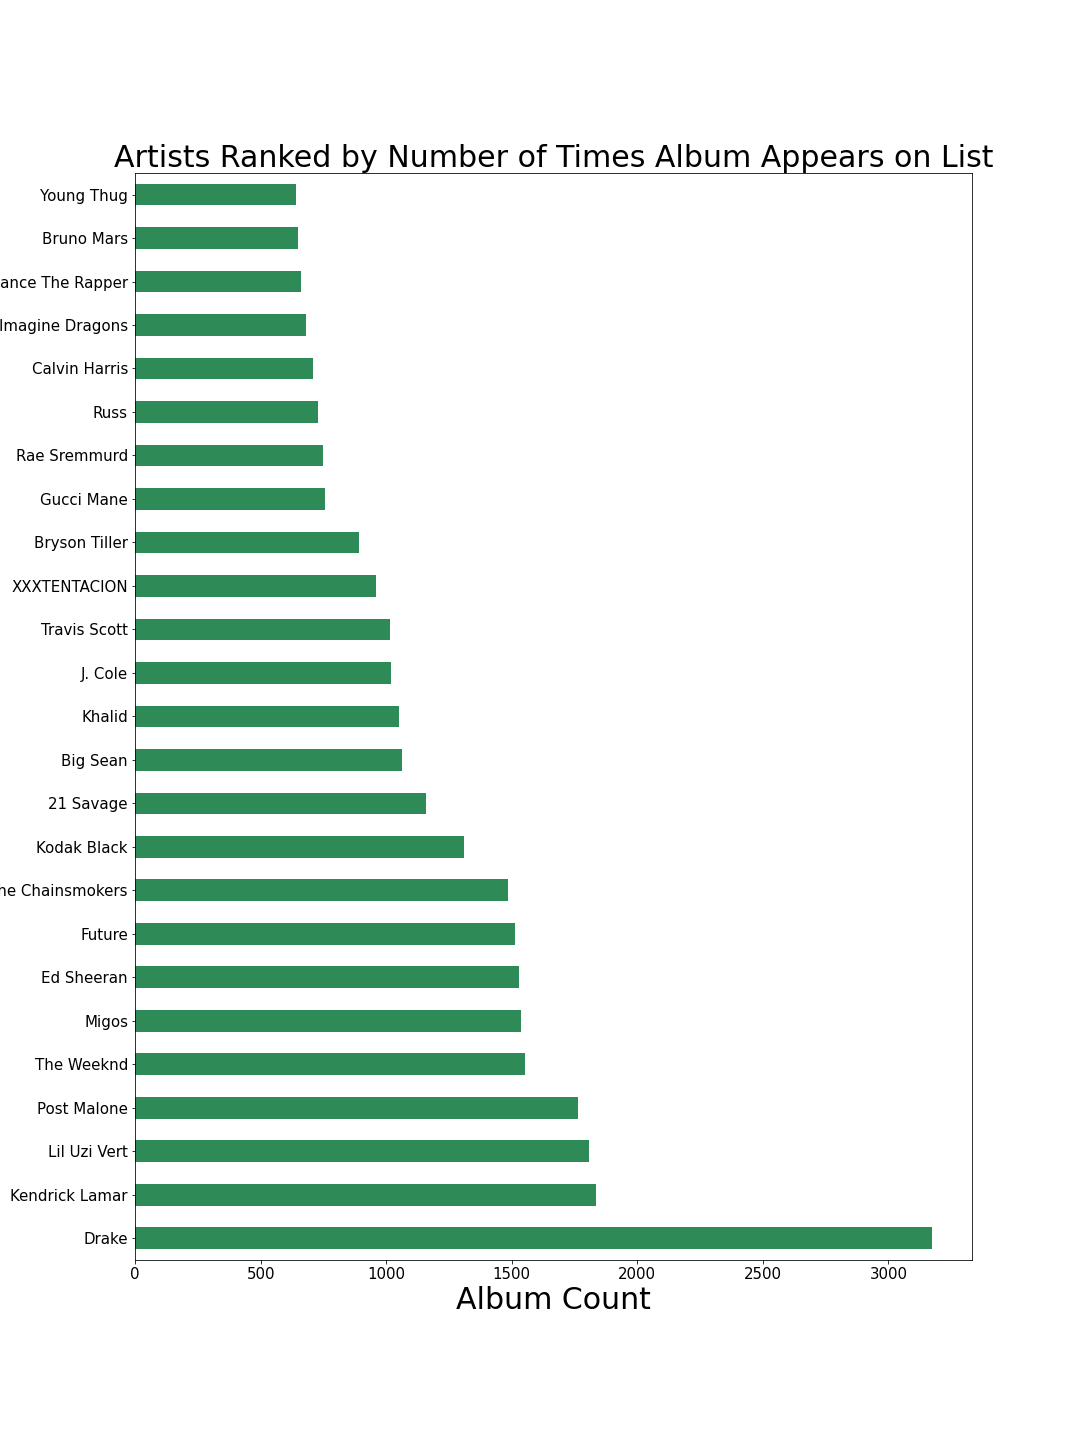 Artists Ranked by Number of Times Album Appears on List
Young Thug
Bruno Mars
ance The Rapper
Imagine Dragons
Calvin Harris
Russ
Rae Sremmurd
Gucci Mane
Bryson Tiller
XXXTENTACION
Travis Scott
J. Cole
Khalid
Big Sean
21 Savage
Kodak Black
he Chainsmokers
Future
Ed Sheeran
Migos
The Weeknd
Post Malone
Lil Uzi Vert
Kendrick Lamar
Drake
0 500 1000 1500 2000 2500 3000
Album Count